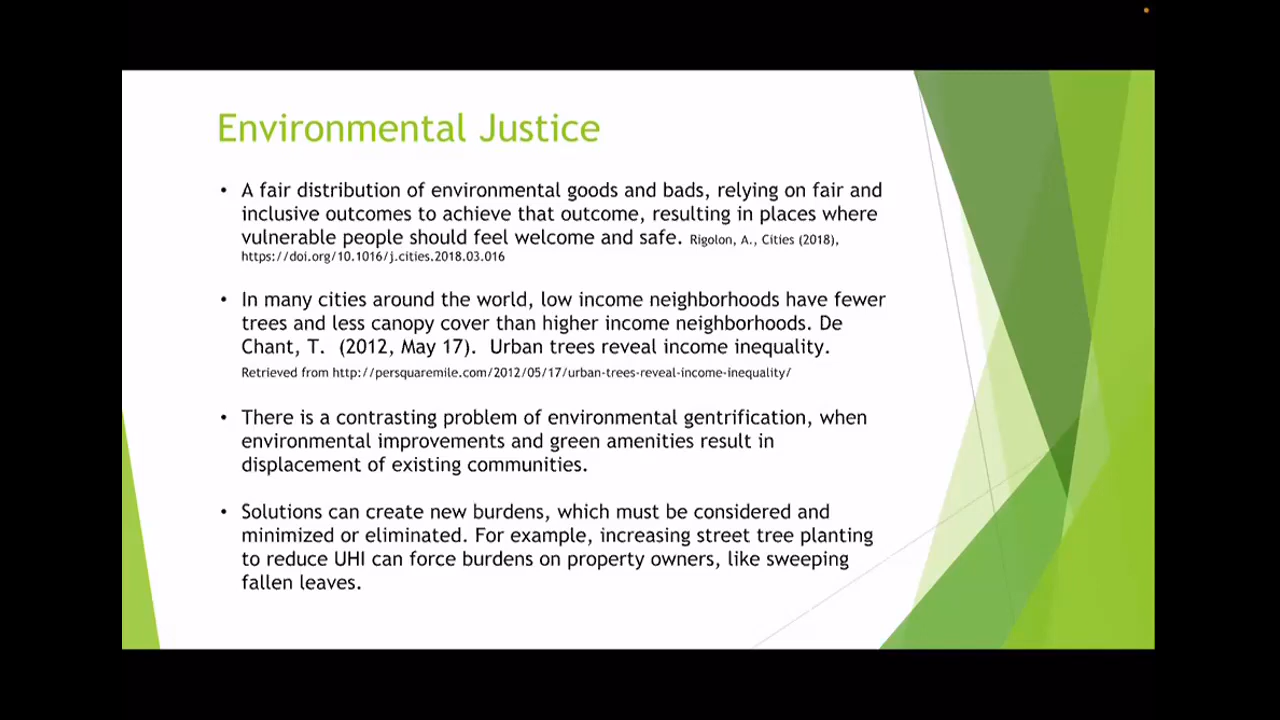 Environmental Justice
• A fair distribution of environmental goods and bads, relying on fair and
inclusive outcomes to achieve that outcome, resulting in places where
vulnerable people should feel welcome and safe. Rigolon, A., Cities (2018),
https://doi.org/10.1016/j.cities.2018.03.016
• In many cities around the world, low income neighborhoods have fewer
trees and less canopy cover than higher income neighborhoods. De
Chant, T.  (2012, May 17).  Urban trees reveal income inequality.
Retrieved from http://persquaremile.com/2012/05/17/urban-trees-reveal-income-inequality/
• There is a contrasting problem of environmental gentrification, when
environmental improvements and green amenities result in
displacement of existing communities.
• Solutions can create new burdens, which must be considered and
minimized or eliminated. For example, increasing street tree planting
to reduce UHI can force burdens on property owners, like sweeping
fallen leaves.